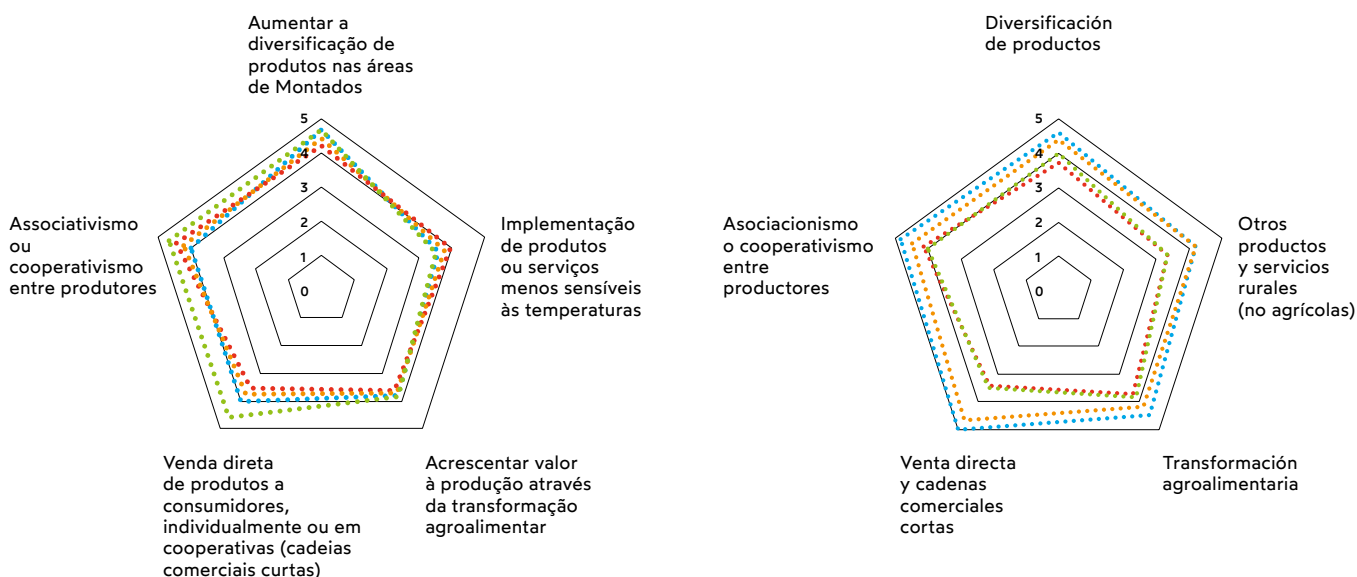 Aumentar a
diversificação de
produtos nas áreas
de Montados
5
4
3
2
1
0
Associativismo
ou
cooperativismo
entre produtores
Implementação
de produtos
ou serviços
menos sensíveis
às temperaturas
Venda direta
de produtos a
consumidores,
individualmente ou em
cooperativas (cadeias
comerciais curtas)
Acrescentar valor
à produção através
da transformação
agroalimentar
Diversificación
de productos
5
4
3
2
1
0
Asociacionismo
o cooperativismo
entre
productores
Otros
productos
y servicios
rurales
(no agrícolas)
Venta directa
y cadenas
comerciales
cortas
Transformación
agroalimentaria